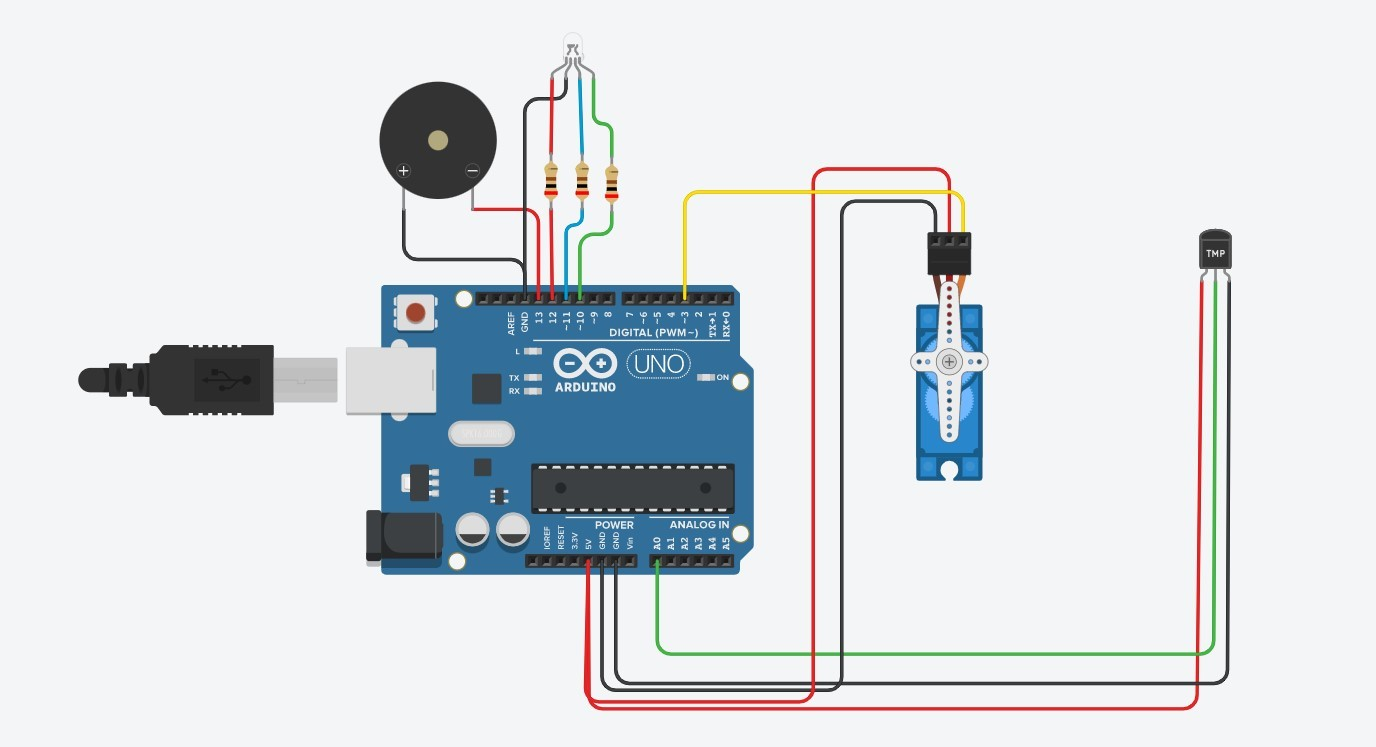 + −
TMP
AREF
GND
13
12
~11
~10
~9
8
7
~6
~5
4
~3
2
TX→1
RX←0
DIGITAL (PWM~)
L
TX
RX
UNO
ARDUINO
ON
POWER
ANALOG IN
IOREF
RESET
3.3V
5V
GND
GND
Vin
A0
A1
A2
A3
A4
A5